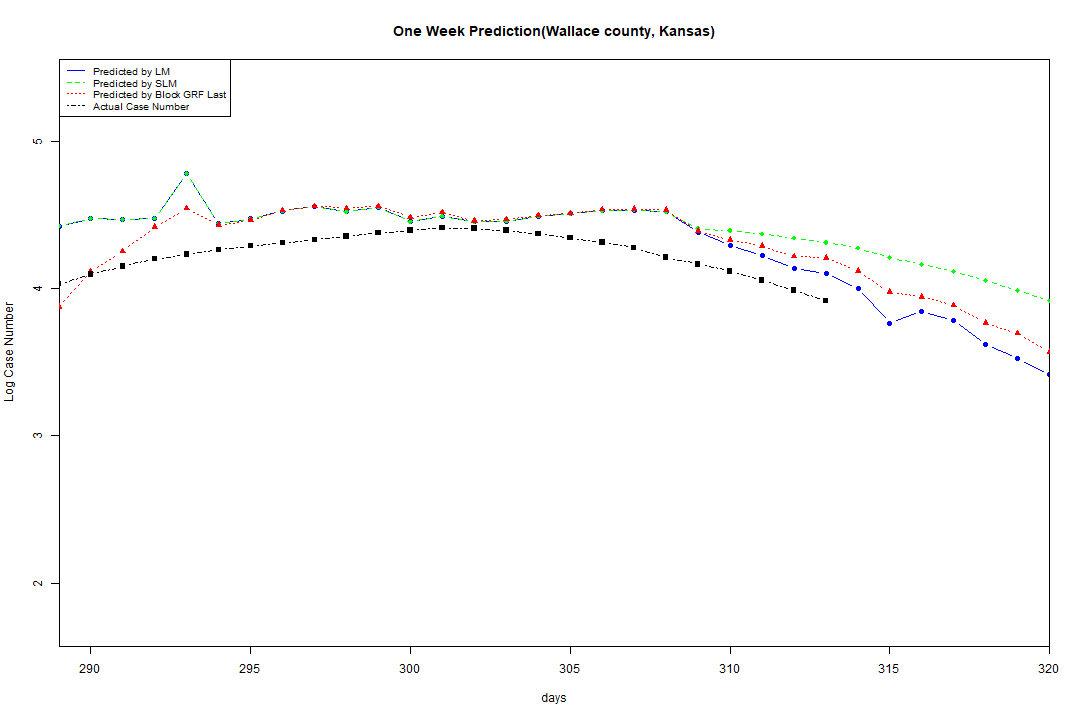 One Week Prediction(Wallace county, Kansas)
Predicted by LM
Predicted by SLM
Predicted by Block GRF Last
Actual Case Number
5
4
3
2
Log Case Number
290 295 300 305 310 315 320
days